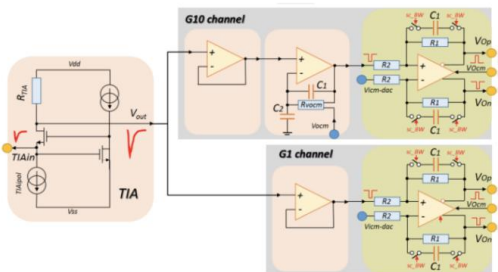 G10 channel
Vdd
RTIA
Vout
TIAin
TIApol
Vss
TIA
+
-
+
-
C1
C2
Rvocm
Vocm
sc_BW
C1
sc_BW
R1
VOp
R2
+
-
VOcm
R2
Vicm-dac
R1
VOn
sc_BW
C1
sc_BW
G1 channel
+
-
sc_BW
C1
sc_BW
R1
VOp
R2
+
-
VOcm
R2
Vicm-dac
R1
VOn
sc_BW
C1
sc_BW